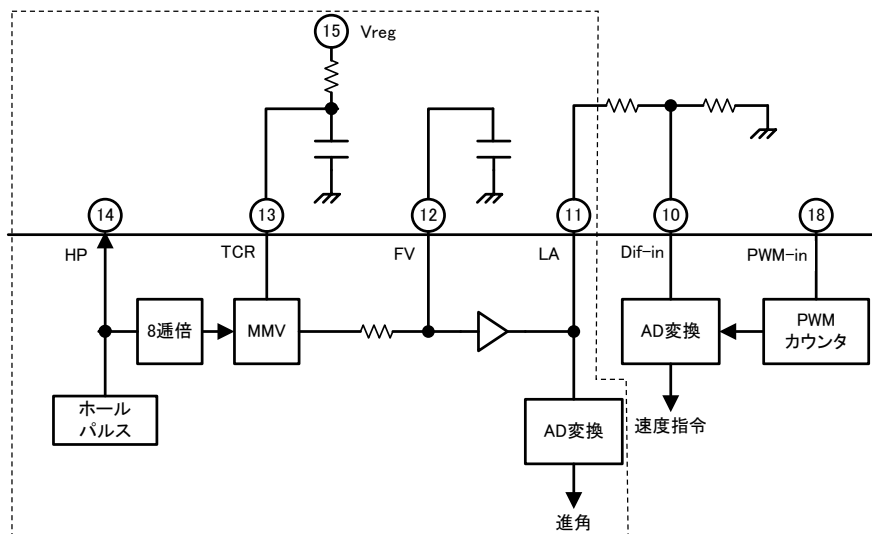 15 Vreg
14 13 12 11 10 18
HP TCR FV LA Dif-in PWM-in
8逓倍 MMV AD変換 PWM
カウンタ
ホール
パルス
AD変換
速度指令
進角